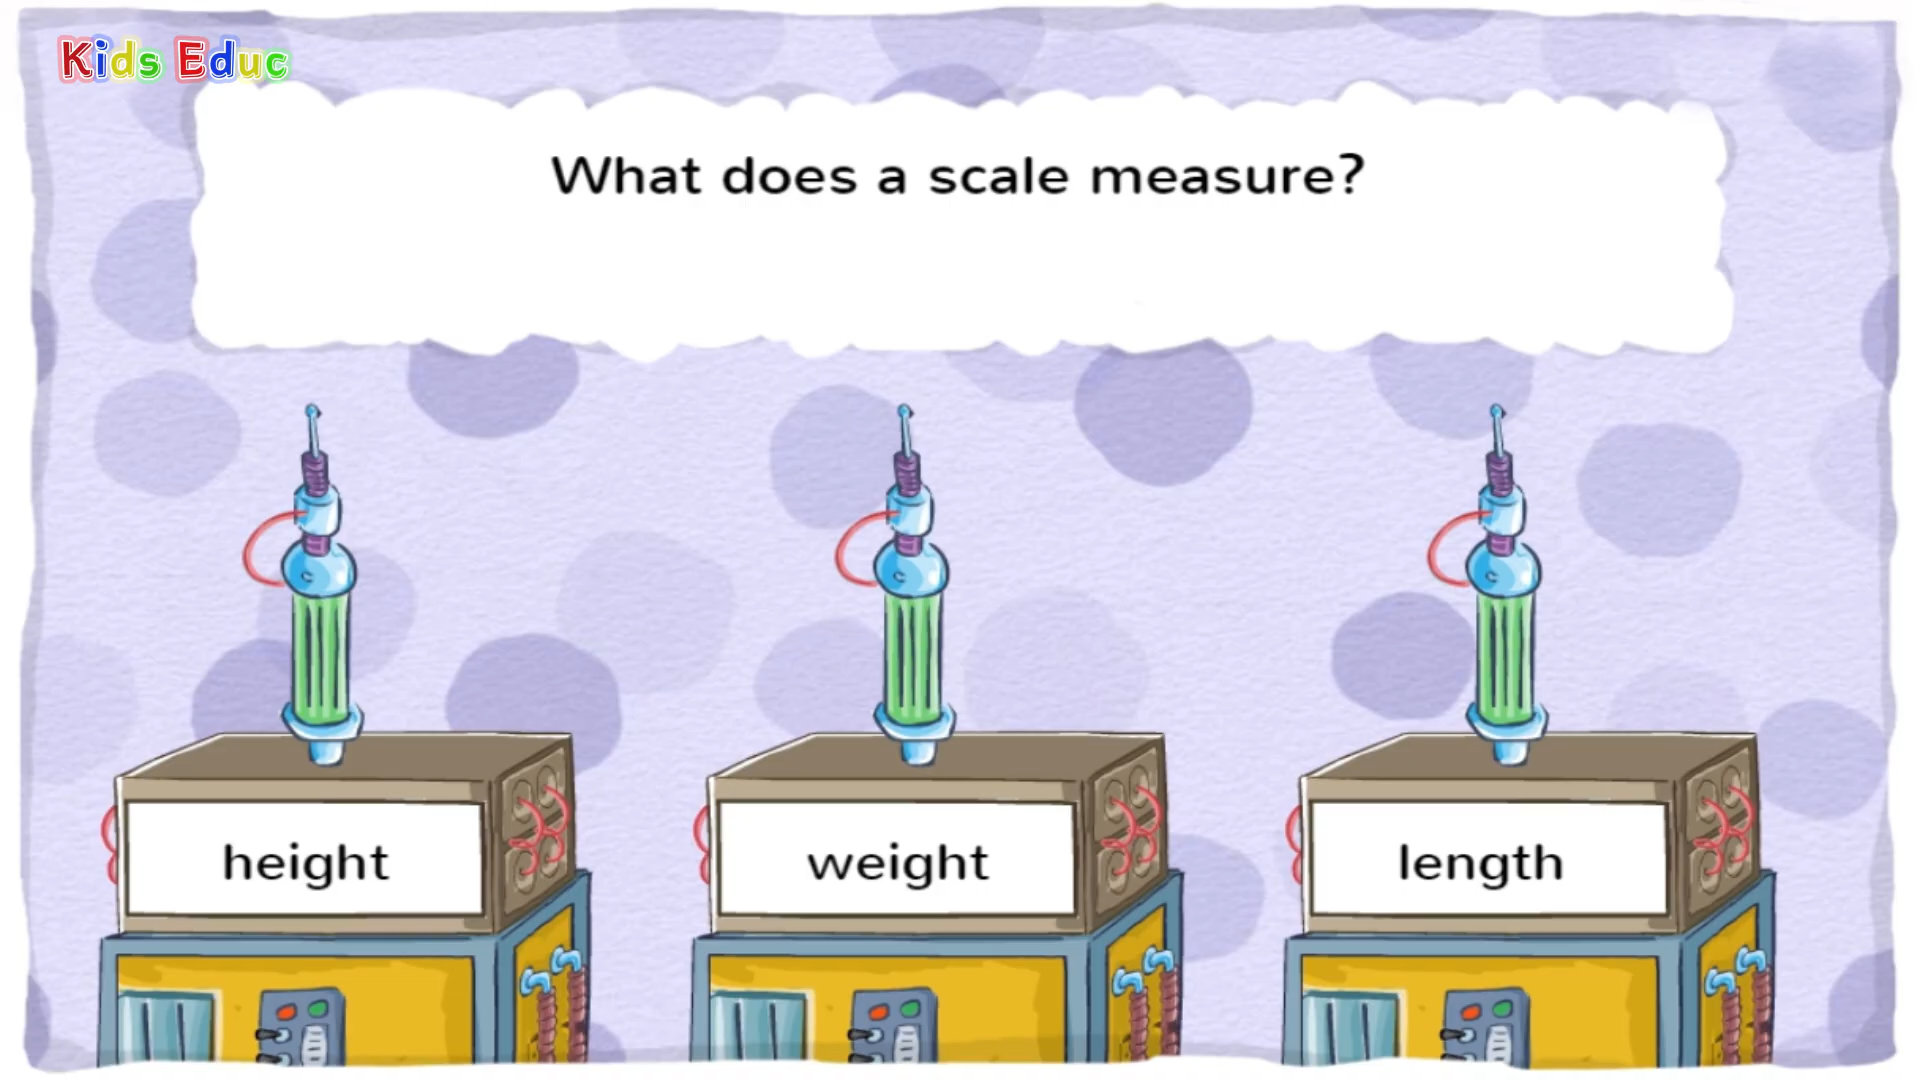 Kids Educ
What does a scale measure?
height
weight
length